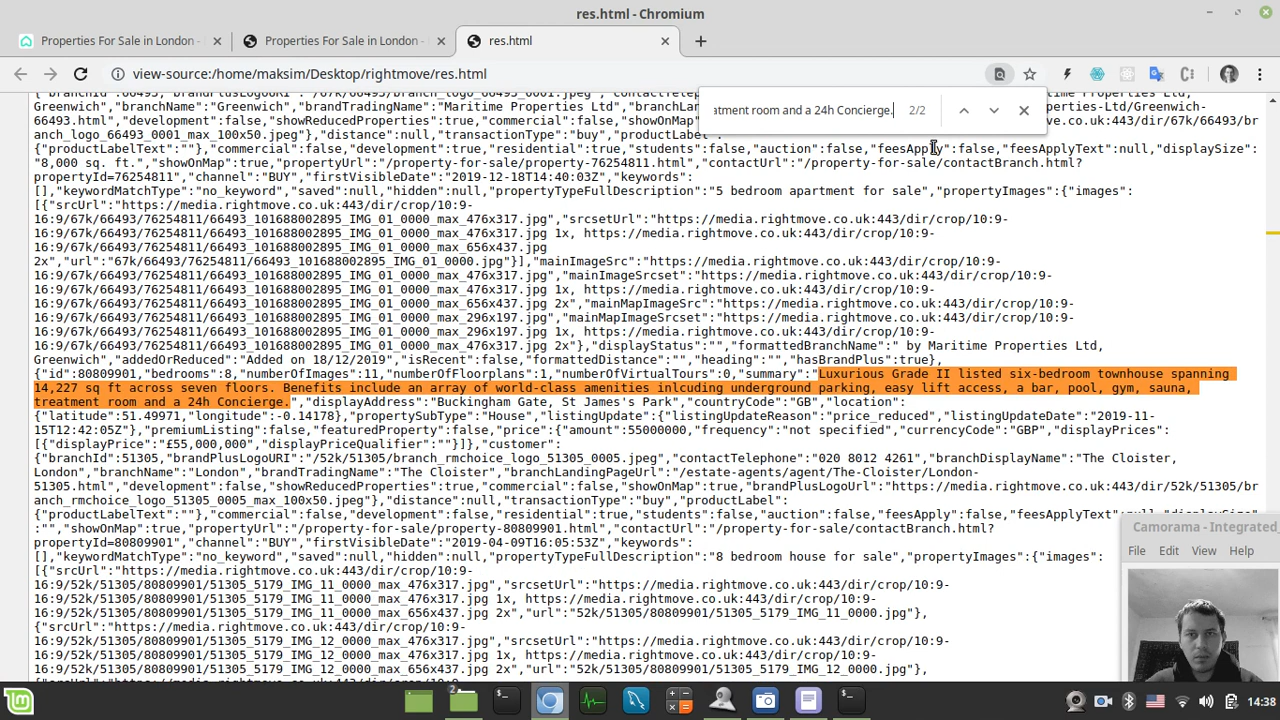 res.html - Chromium
Properties For Sale in London -
Properties For Sale in London -
res.html
view-source:/home/maksim/Desktop/rightmove/res.html
atment room and a 24h Concierge.
2/2
Greenwich","branchName":"Greenwich","brandTradingName":"Maritime Properties Ltd","branchLan
operties-Ltd/Greenwich-
66493.html","development":false,"showReducedProperties":true,"commercial":false,"showOnMap"
:"/dir/67k/66493/br
anch_logo_66493_0001_max_100x50.jpeg"},"distance":null,"transactionType":"buy","productLabel":
{"productLabelText":""},"commercial":false,"development":true,"residential":true,"students":false,"auction":false,"feesApply":false,"feesApplyText":null,"displaySize":
"8,000 sq. ft.","showOnMap":true,"propertyUrl":"/property-for-sale/property-76254811.html","contactUrl":"/property-for-sale/contactBranch.html?
propertyId=76254811","channel":"BUY","firstVisibleDate":"2019-12-18T14:40:03Z","keywords":
[],"keywordMatchType":"no_keyword","saved":null,"hidden":null,"propertyTypeFullDescription":"5 bedroom apartment for sale","propertyImages":{"images":
[{"srcUrl":"https://media.rightmove.co.uk:443/dir/crop/10:9-
16:9/67k/66493/76254811/66493_101688002895_IMG_01_0000_max_476x317.jpg","srcsetUrl":"https://media.rightmove.co.uk:443/dir/crop/10:9-
16:9/67k/66493/76254811/66493_101688002895_IMG_01_0000_max_476x317.jpg 1x, https://media.rightmove.co.uk:443/dir/crop/10:9-
16:9/67k/66493/76254811/66493_101688002895_IMG_01_0000_max_656x437.jpg
2x","url":"67k/66493/76254811/66493_101688002895_IMG_01_0000.jpg"}],"mainImageSrc":"https://media.rightmove.co.uk:443/dir/crop/10:9-
16:9/67k/66493/76254811/66493_101688002895_IMG_01_0000_max_476x317.jpg","mainImageSrcset":"https://media.rightmove.co.uk:443/dir/crop/10:9-
16:9/67k/66493/76254811/66493_101688002895_IMG_01_0000_max_476x317.jpg 1x, https://media.rightmove.co.uk:443/dir/crop/10:9-
16:9/67k/66493/76254811/66493_101688002895_IMG_01_0000_max_656x437.jpg 2x","mainMapImageSrc":"https://media.rightmove.co.uk:443/dir/crop/10:9-
16:9/67k/66493/76254811/66493_101688002895_IMG_01_0000_max_296x197.jpg","mainMapImageSrcset":"https://media.rightmove.co.uk:443/dir/crop/10:9-
16:9/67k/66493/76254811/66493_101688002895_IMG_01_0000_max_296x197.jpg 1x, https://media.rightmove.co.uk:443/dir/crop/10:9-
16:9/67k/66493/76254811/66493_101688002895_IMG_01_0000_max_656x437.jpg 2x"},"displayStatus":"","formattedBranchName":" by Maritime Properties Ltd,
Greenwich","addedOrReduced":"Added on 18/12/2019","isRecent":false,"formattedDistance":"","heading":"","hasBrandPlus":true},
{"id":80809901,"bedrooms":8,"numberOfImages":11,"numberOfFloorplans":1,"numberOfVirtualTours":0,"summary":"Luxurious Grade II listed six-bedroom townhouse spanning
14,227 sq ft across seven floors. Benefits include an array of world-class amenities inlcuding underground parking, easy lift access, a bar, pool, gym, sauna,
treatment room and a 24h Concierge.","displayAddress":"Buckingham Gate, St James's Park","countryCode":"GB","location":
{"latitude":51.49971,"longitude":-0.14178},"propertySubType":"House","listingUpdate":{"listingUpdateReason":"price_reduced","listingUpdateDate":"2019-11-
15T12:42:05Z"},"premiumListing":false,"featuredProperty":false,"price":{"amount":55000000,"frequency":"not specified","currencyCode":"GBP","displayPrices":
[{"displayPrice":"£55,000,000","displayPriceQualifier":""}]},"customer":
{"branchId":51305,"brandPlusLogoURI":"/52k/51305/branch_rmchoice_logo_51305_0005.jpeg","contactTelephone":"020 8012 4261","branchDisplayName":"The Cloister,
London","branchName":"London","brandTradingName":"The Cloister","branchLandingPageUrl":"/estate-agents/agent/The-Cloister/London-
51305.html","development":false,"showReducedProperties":true,"commercial":false,"showOnMap":true,"brandPlusLogoUrl":"https://media.rightmove.co.uk:443/dir/52k/51305/br
anch_rmchoice_logo_51305_0005_max_100x50.jpeg"},"distance":null,"transactionType":"buy","productLabel":
{"productLabelText":""},"commercial":false,"development":false,"residential":true,"students":false,"auction":false,"feesApply":false,"feesApplyText":null,"displaySize"
:"","showOnMap":true,"propertyUrl":"/property-for-sale/property-80809901.html","contactUrl":"/property-for-sale/contactBranch.html?
propertyId=80809901","channel":"BUY","firstVisibleDate":"2019-04-09T16:05:53Z","keywords":
[],"keywordMatchType":"no_keyword","saved":null,"hidden":null,"propertyTypeFullDescription":"8 bedroom house for sale","propertyImages":{"images":
[{"srcUrl":"https://media.rightmove.co.uk:443/dir/crop/10:9-
16:9/52k/51305/80809901/51305_5179_IMG_11_0000_max_476x317.jpg","srcsetUrl":"https://media.rightmove.co.uk:443/dir/crop/10:9-
16:9/52k/51305/80809901/51305_5179_IMG_11_0000_max_476x317.jpg 1x, https://media.rightmove.co.uk:443/dir/crop/10:9-
16:9/52k/51305/80809901/51305_5179_IMG_11_0000_max_656x437.jpg 2x","url":"52k/51305/80809901/51305_5179_IMG_11_0000.jpg"},
{"srcUrl":"https://media.rightmove.co.uk:443/dir/crop/10:9-
16:9/52k/51305/80809901/51305_5179_IMG_12_0000_max_476x317.jpg","srcsetUrl":"https://media.rightmove.co.uk:443/dir/crop/10:9-
16:9/52k/51305/80809901/51305_5179_IMG_12_0000_max_476x317.jpg 1x, https://media.rightmove.co.uk:443/dir/crop/10:9-
16:9/52k/51305/80809901/51305_5179_IMG_12_0000_max_656x437.jpg 2x","url":"52k/51305/80809901/51305_5179_IMG_12_0000.jpg"},
Camorama - Integrated_
File Edit View Help
2
14:38